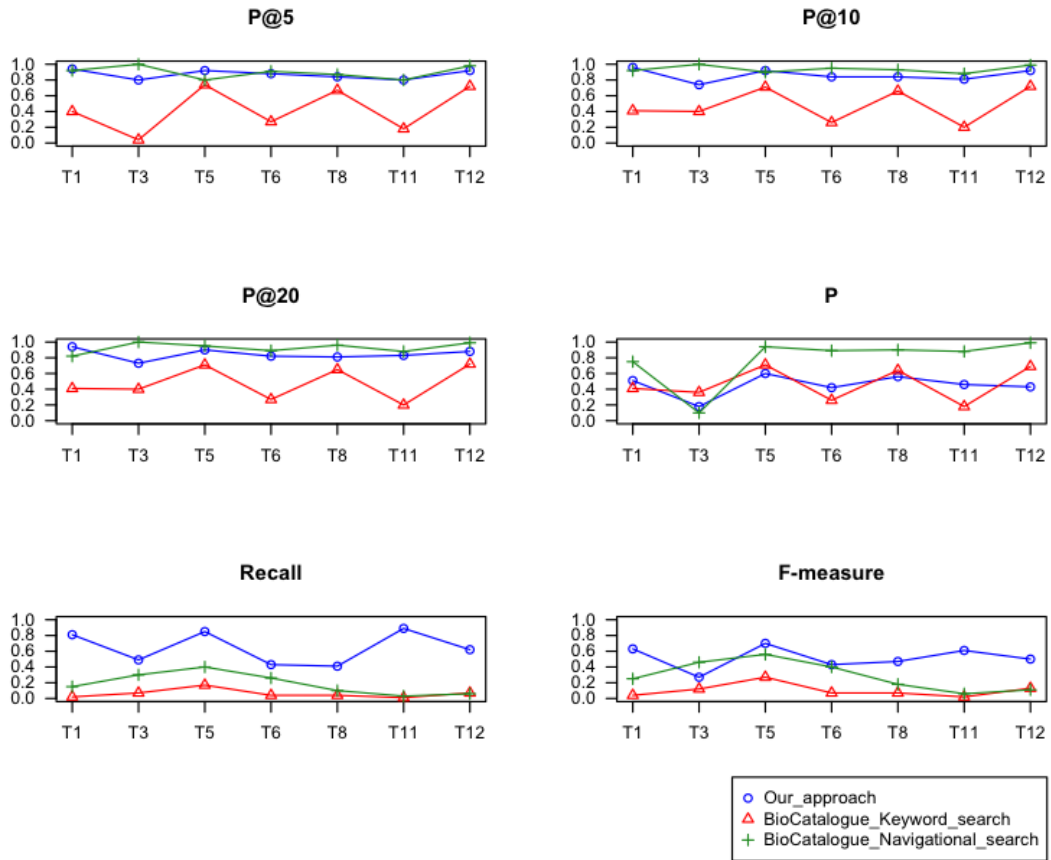 P@5
P@10
1.0
0.8
0.6
0.4
0.2
0.0
T1 T3 T5 T6 T8 T11 T12
1.0
0.8
0.6
0.4
0.2
0.0
T1 T3 T5 T6 T8 T11 T12
P@20
P
1.0
0.8
0.6
0.4
0.2
0.0
T1 T3 T5 T6 T8 T11 T12
1.0
0.8
0.6
0.4
0.2
0.0
T1 T3 T5 T6 T8 T11 T12
Recall
F-measure
1.0
0.8
0.6
0.4
0.2
0.0
T1 T3 T5 T6 T8 T11 T12
1.0
0.8
0.6
0.4
0.2
0.0
T1 T3 T5 T6 T8 T11 T12
Our_approach
BioCatalogue_Keyword_search
BioCatalogue_Navigational_search